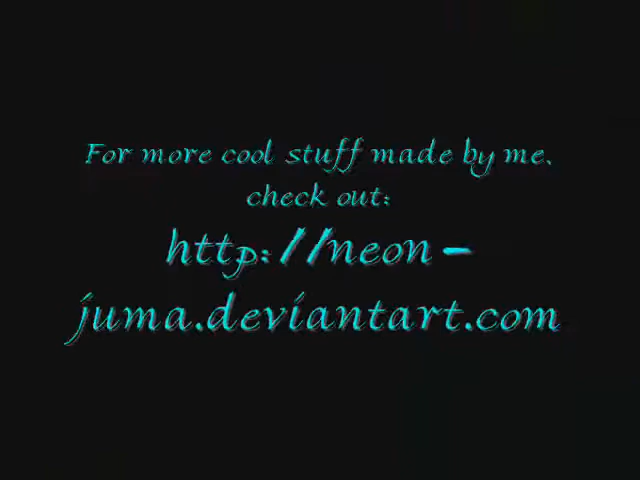 For more cool stuff made by me,
check out:
http://neon-
juma.deviantart.com